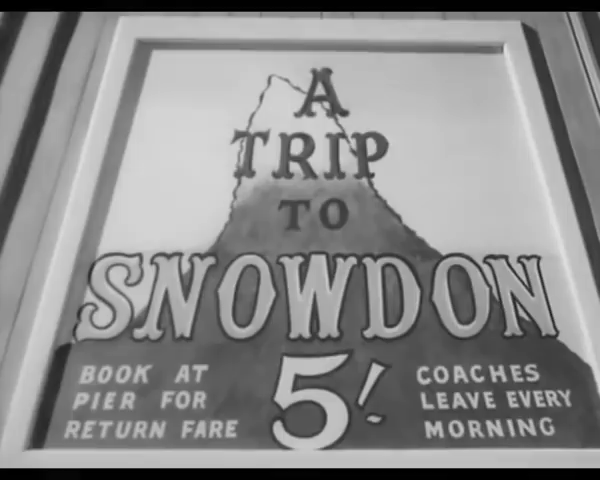 A
TRIP
TO
SNOWDON
BOOK AT
PIER FOR
RETURN FARE
5/-
COACHES
LEAVE EVERY
MORNING